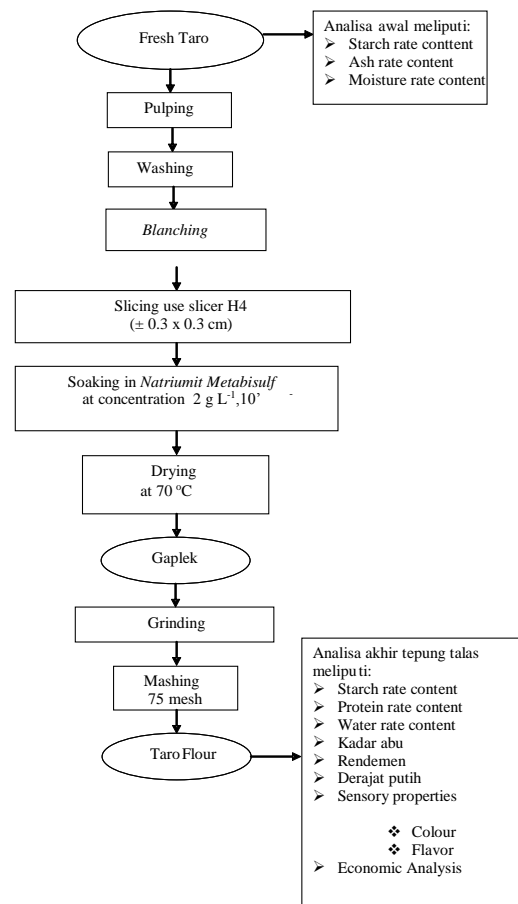 Fresh Taro
Analisa awal meliputi:
➢ Starch rate conttent
➢ Ash rate content
➢ Moisture rate content
Pulping
Washing
Blanching
Slicing use slicer H4
(± 0.3 x 0.3 cm)
Soaking in Natriumit Metabisulf
at concentration 2 g L⁻¹,10’ -
Drying
at 70 °C
Gaplek
Grinding
Mashing
75 mesh
Taro Flour
Analisa akhir tepung talas
meliputi:
➢ Starch rate content
➢ Protein rate content
➢ Water rate content
➢ Kadar abu
➢ Rendemen
➢ Derajat putih
➢ Sensory properties
❖ Colour
❖ Flavor
➢ Economic Analysis